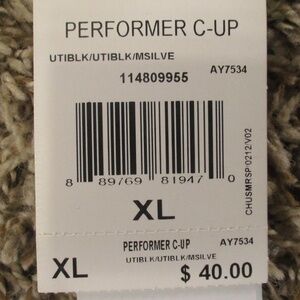 PERFORMER C-UP
UTIBLK/UTIBLK/MSILVE
AY7534
114809955
8 89769 81947 0
CHUSMRSP 0212/V02
XL
PERFORMER C-UP AY7534
UTIBLK/UTIBLK/MSILVE
XL $ 40.00